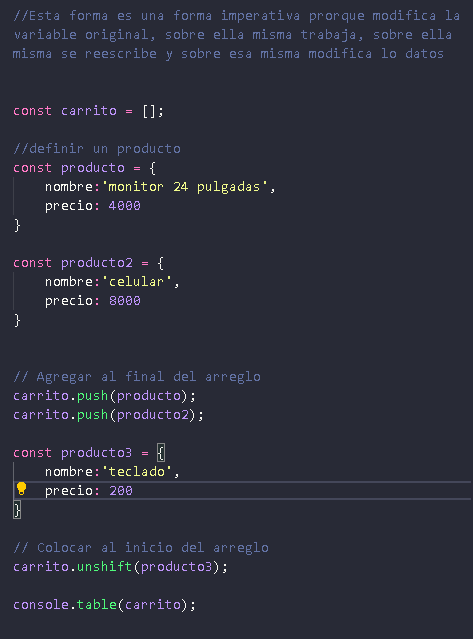 //Esta forma es una forma imperativa prorque modifica la
variable original, sobre ella misma trabaja, sobre ella
misma se reescribe y sobre esa misma modifica lo datos
const carrito = [];
//definir un producto
const producto = {
    nombre:'monitor 24 pulgadas',
    precio: 4000
}
const producto2 = {
    nombre:'celular',
    precio: 8000
}
// Agregar al final del arreglo
carrito.push(producto);
carrito.push(producto2);
const producto3 = {
    nombre:'teclado',
    precio: 200
}
// Colocar al inicio del arreglo
carrito.unshift(producto3);
console.table(carrito);